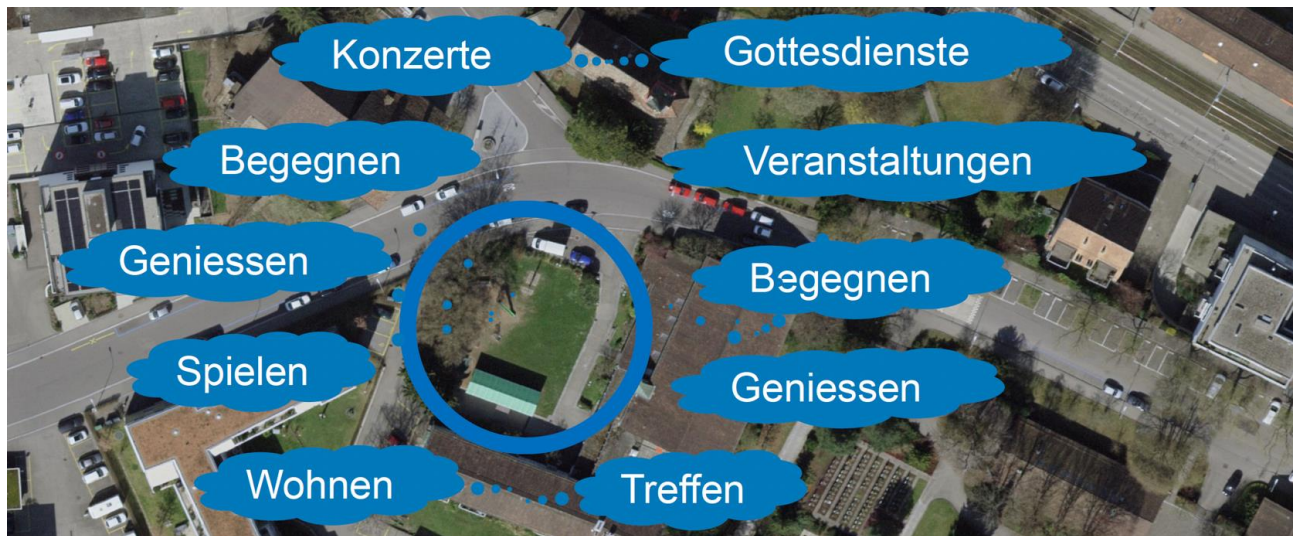 Konzerte
Gottesdienste
Begegnen
Veranstaltungen
Geniessen
Begegnen
Spielen
Geniessen
Wohnen
Treffen